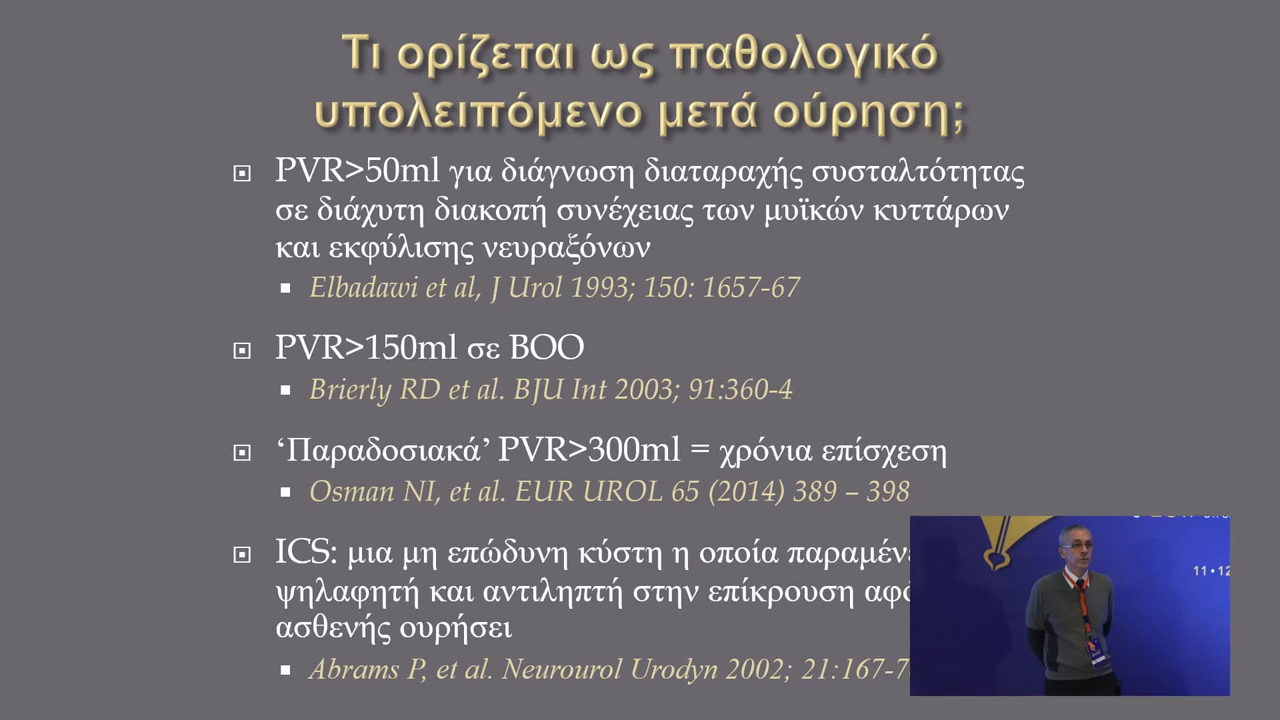 Τι ορίζεται ως παθολογικό
υπολειπόμενο μετά ούρηση;
PVR>50ml για διάγνωση διαταραχής συσταλτότητας
σε διάχυτη διακοπή συνέχειας των μυϊκών κυττάρων
και εκφύλισης νευραξόνων
Elbadawi et al, J Urol 1993; 150: 1657-67
PVR>150ml σε BOO
Brierly RD et al. BJU Int 2003; 91:360-4
‘Παραδοσιακά’ PVR>300ml = χρόνια επίσχεση
Osman NI, et al. EUR UROL 65 (2014) 389 – 398
ICS: μια μη επώδυνη κύστη η οποία
ψηλαφητή και αντιληπτή στην επίκρουση
ασθενής ουρήσει
Abrams P, et al. Neurourol Urodyn 2002; 21:167-7
11•12